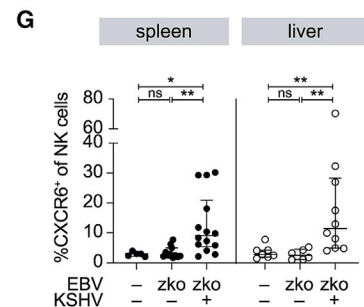 G
spleen liver
* **
ns ** ns **
80
60
40
30
20
10
0
%CXCR6+ of NK cells
EBV – zko zko – zko zko
KSHV – – + – – +